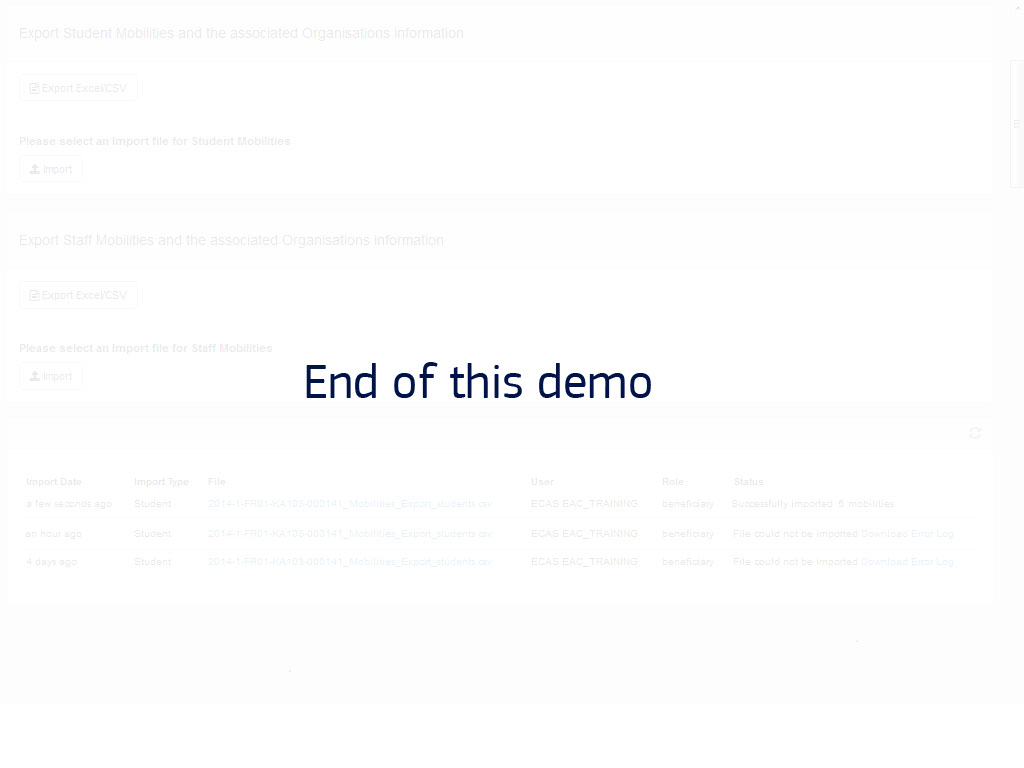 Export Student Mobilities and the associated Organisations information
Export Excel/CSV
Please select an Import file for Student Mobilities
Import
Export Staff Mobilities and the associated Organisations information
Export Excel/CSV
Please select an Import file for Staff Mobilities
Import
End of this demo
Import Date Import Type File User Role Status
a few seconds ago Student 2014-1-FR01-KA103-000141_Mobilities_Export_students.csv ECAS EAC_TRAINING beneficiary Successfully imported 6 mobilities
an hour ago Student 2014-1-FR01-KA103-000141_Mobilities_Export_students.csv ECAS EAC_TRAINING beneficiary File could not be imported Download Error Log
4 days ago Student 2014-1-FR01-KA103-000141_Mobilities_Export_students.csv ECAS EAC_TRAINING beneficiary File could not be imported Download Error Log